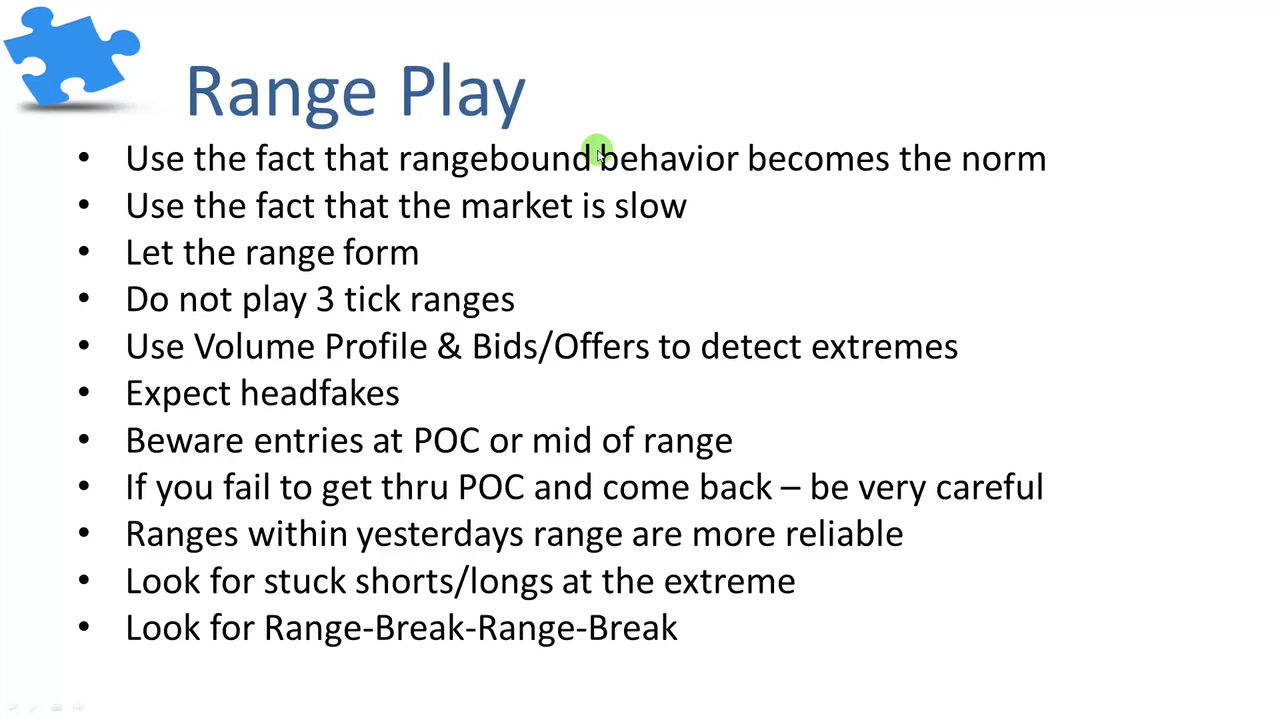 Range Play
• Use the fact that rangebound behavior becomes the norm
• Use the fact that the market is slow
• Let the range form
• Do not play 3 tick ranges
• Use Volume Profile & Bids/Offers to detect extremes
• Expect headfakes
• Beware entries at POC or mid of range
• If you fail to get thru POC and come back – be very careful
• Ranges within yesterdays range are more reliable
• Look for stuck shorts/longs at the extreme
• Look for Range-Break-Range-Break